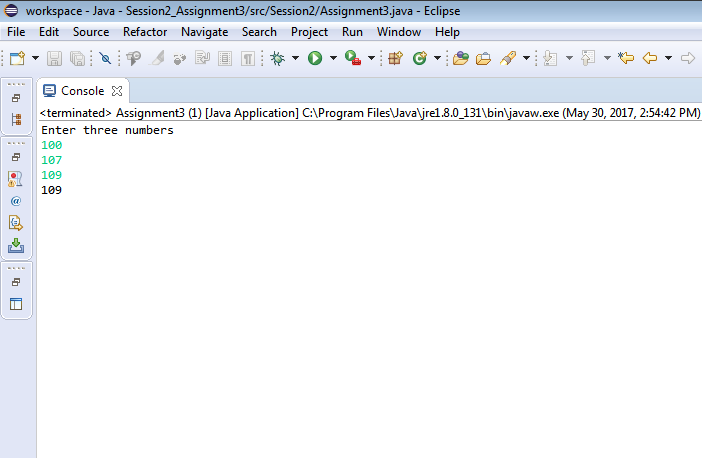 workspace - Java - Session2_Assignment3/src/Session2/Assignment3.java - Eclipse
File Edit Source Refactor Navigate Search Project Run Window Help
Console
<terminated> Assignment3 (1) [Java Application] C:\Program Files\Java\jre1.8.0_131\bin\javaw.exe (May 30, 2017, 2:54:42 PM)
Enter three numbers
100
107
109
109